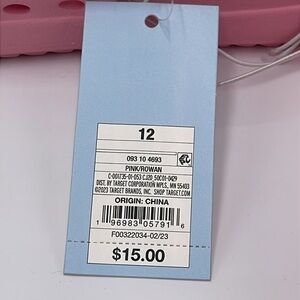 12
093 10 4693
PINK/ROWAN
C-001735-01-053 CJ20 50C01-0429
DIST. BY TARGET CORPORATION MPLS., MN 55403
©2023 TARGET BRANDS, INC. SHOP TARGET.COM
ORIGIN: CHINA
1 96983 05791 6
F00322034-02/23
$15.00